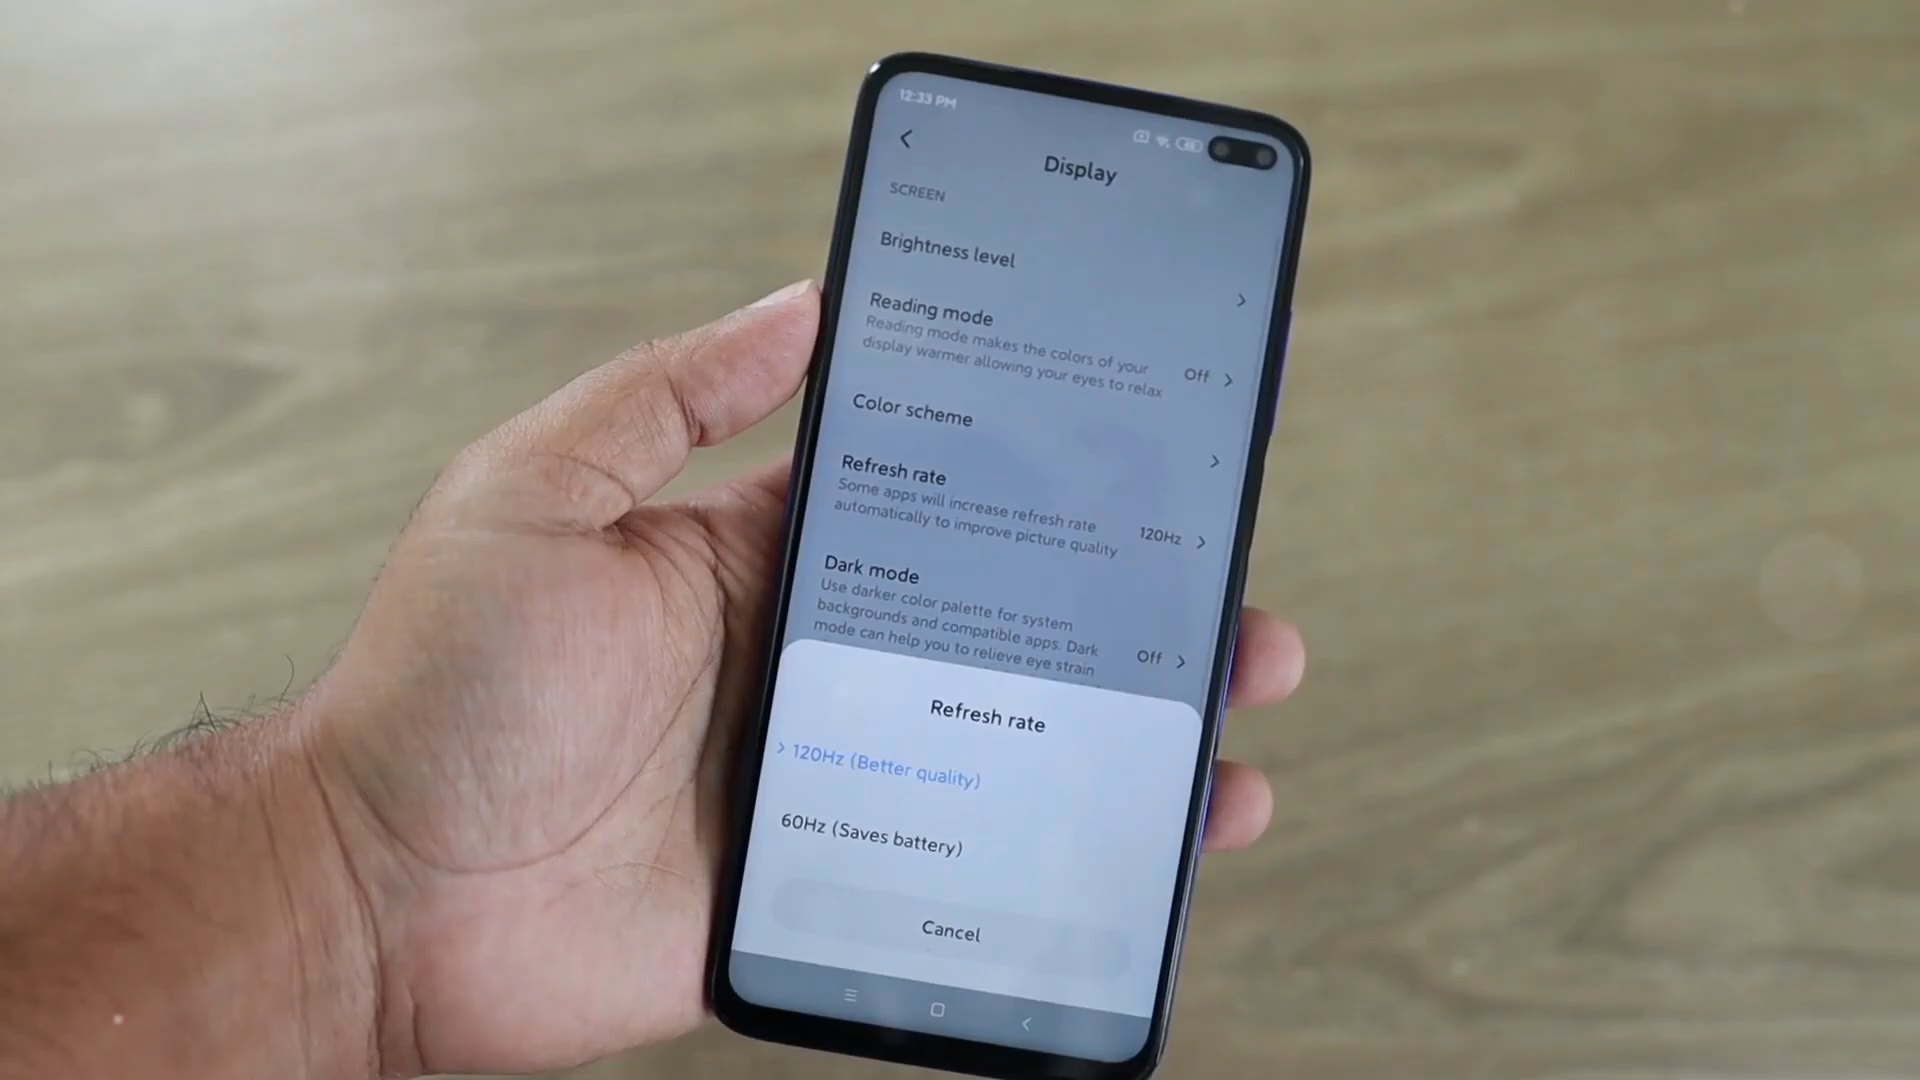 12:33 PM
Display
SCREEN
Brightness level
Reading mode
Reading mode makes the colors of your
display warmer allowing your eyes to relax
Off
Color scheme
Refresh rate
Some apps will increase refresh rate
automatically to improve picture quality
120Hz
Dark mode
Use darker color palette for system
backgrounds and compatible apps. Dark
mode can help you to relieve eye strain
Off
Refresh rate
120Hz (Better quality)
60Hz (Saves battery)
Cancel